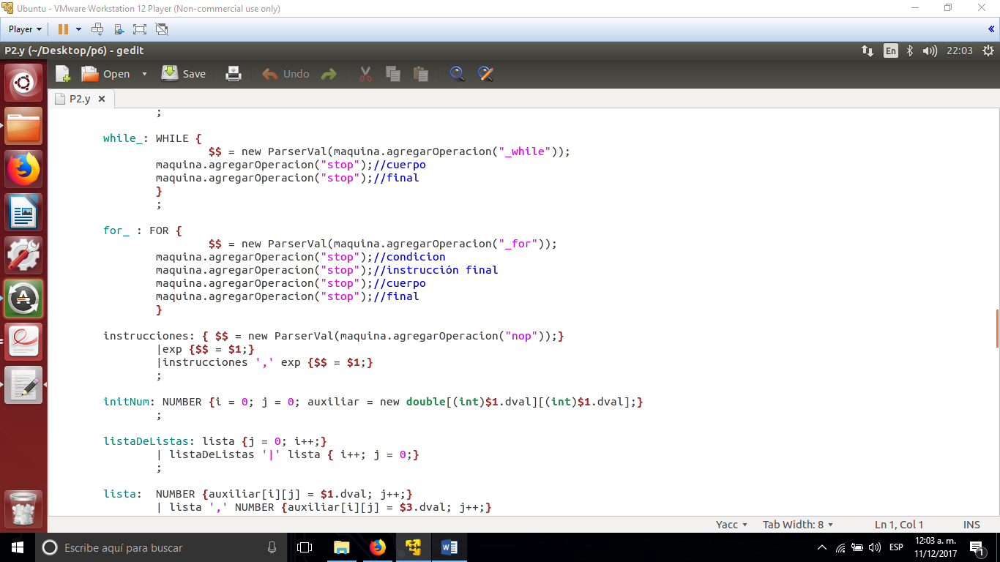 Ubuntu - VMware Workstation 12 Player (Non-commercial use only)
Player
P2.y (~/Desktop/p6) - gedit
En
22:03
Open
Save
Undo
P2.y
;
while_: WHILE {
$$ = new ParserVal(maquina.agregarOperacion("_while"));
maquina.agregarOperacion("stop");//cuerpo
maquina.agregarOperacion("stop");//final
}
;
for_ : FOR {
$$ = new ParserVal(maquina.agregarOperacion("_for"));
maquina.agregarOperacion("stop");//condicion
maquina.agregarOperacion("stop");//instrucción final
maquina.agregarOperacion("stop");//cuerpo
maquina.agregarOperacion("stop");//final
}
instrucciones: { $$ = new ParserVal(maquina.agregarOperacion("nop"));}
|exp {$$ = $1;}
|instrucciones ',' exp {$$ = $1;}
;
initNum: NUMBER {i = 0; j = 0; auxiliar = new double[(int)$1.dval][(int)$1.dval];}
;
listaDeListas: lista {j = 0; i++;}
| listaDeListas '|' lista { i++; j = 0;}
;
lista: NUMBER {auxiliar[i][j] = $1.dval; j++;}
| lista ',' NUMBER {auxiliar[i][j] = $3.dval; j++;}
Yacc
Tab Width: 8
Ln 1, Col 1
INS
Escribe aquí para buscar
ESP
12:03 a. m.
11/12/2017
1